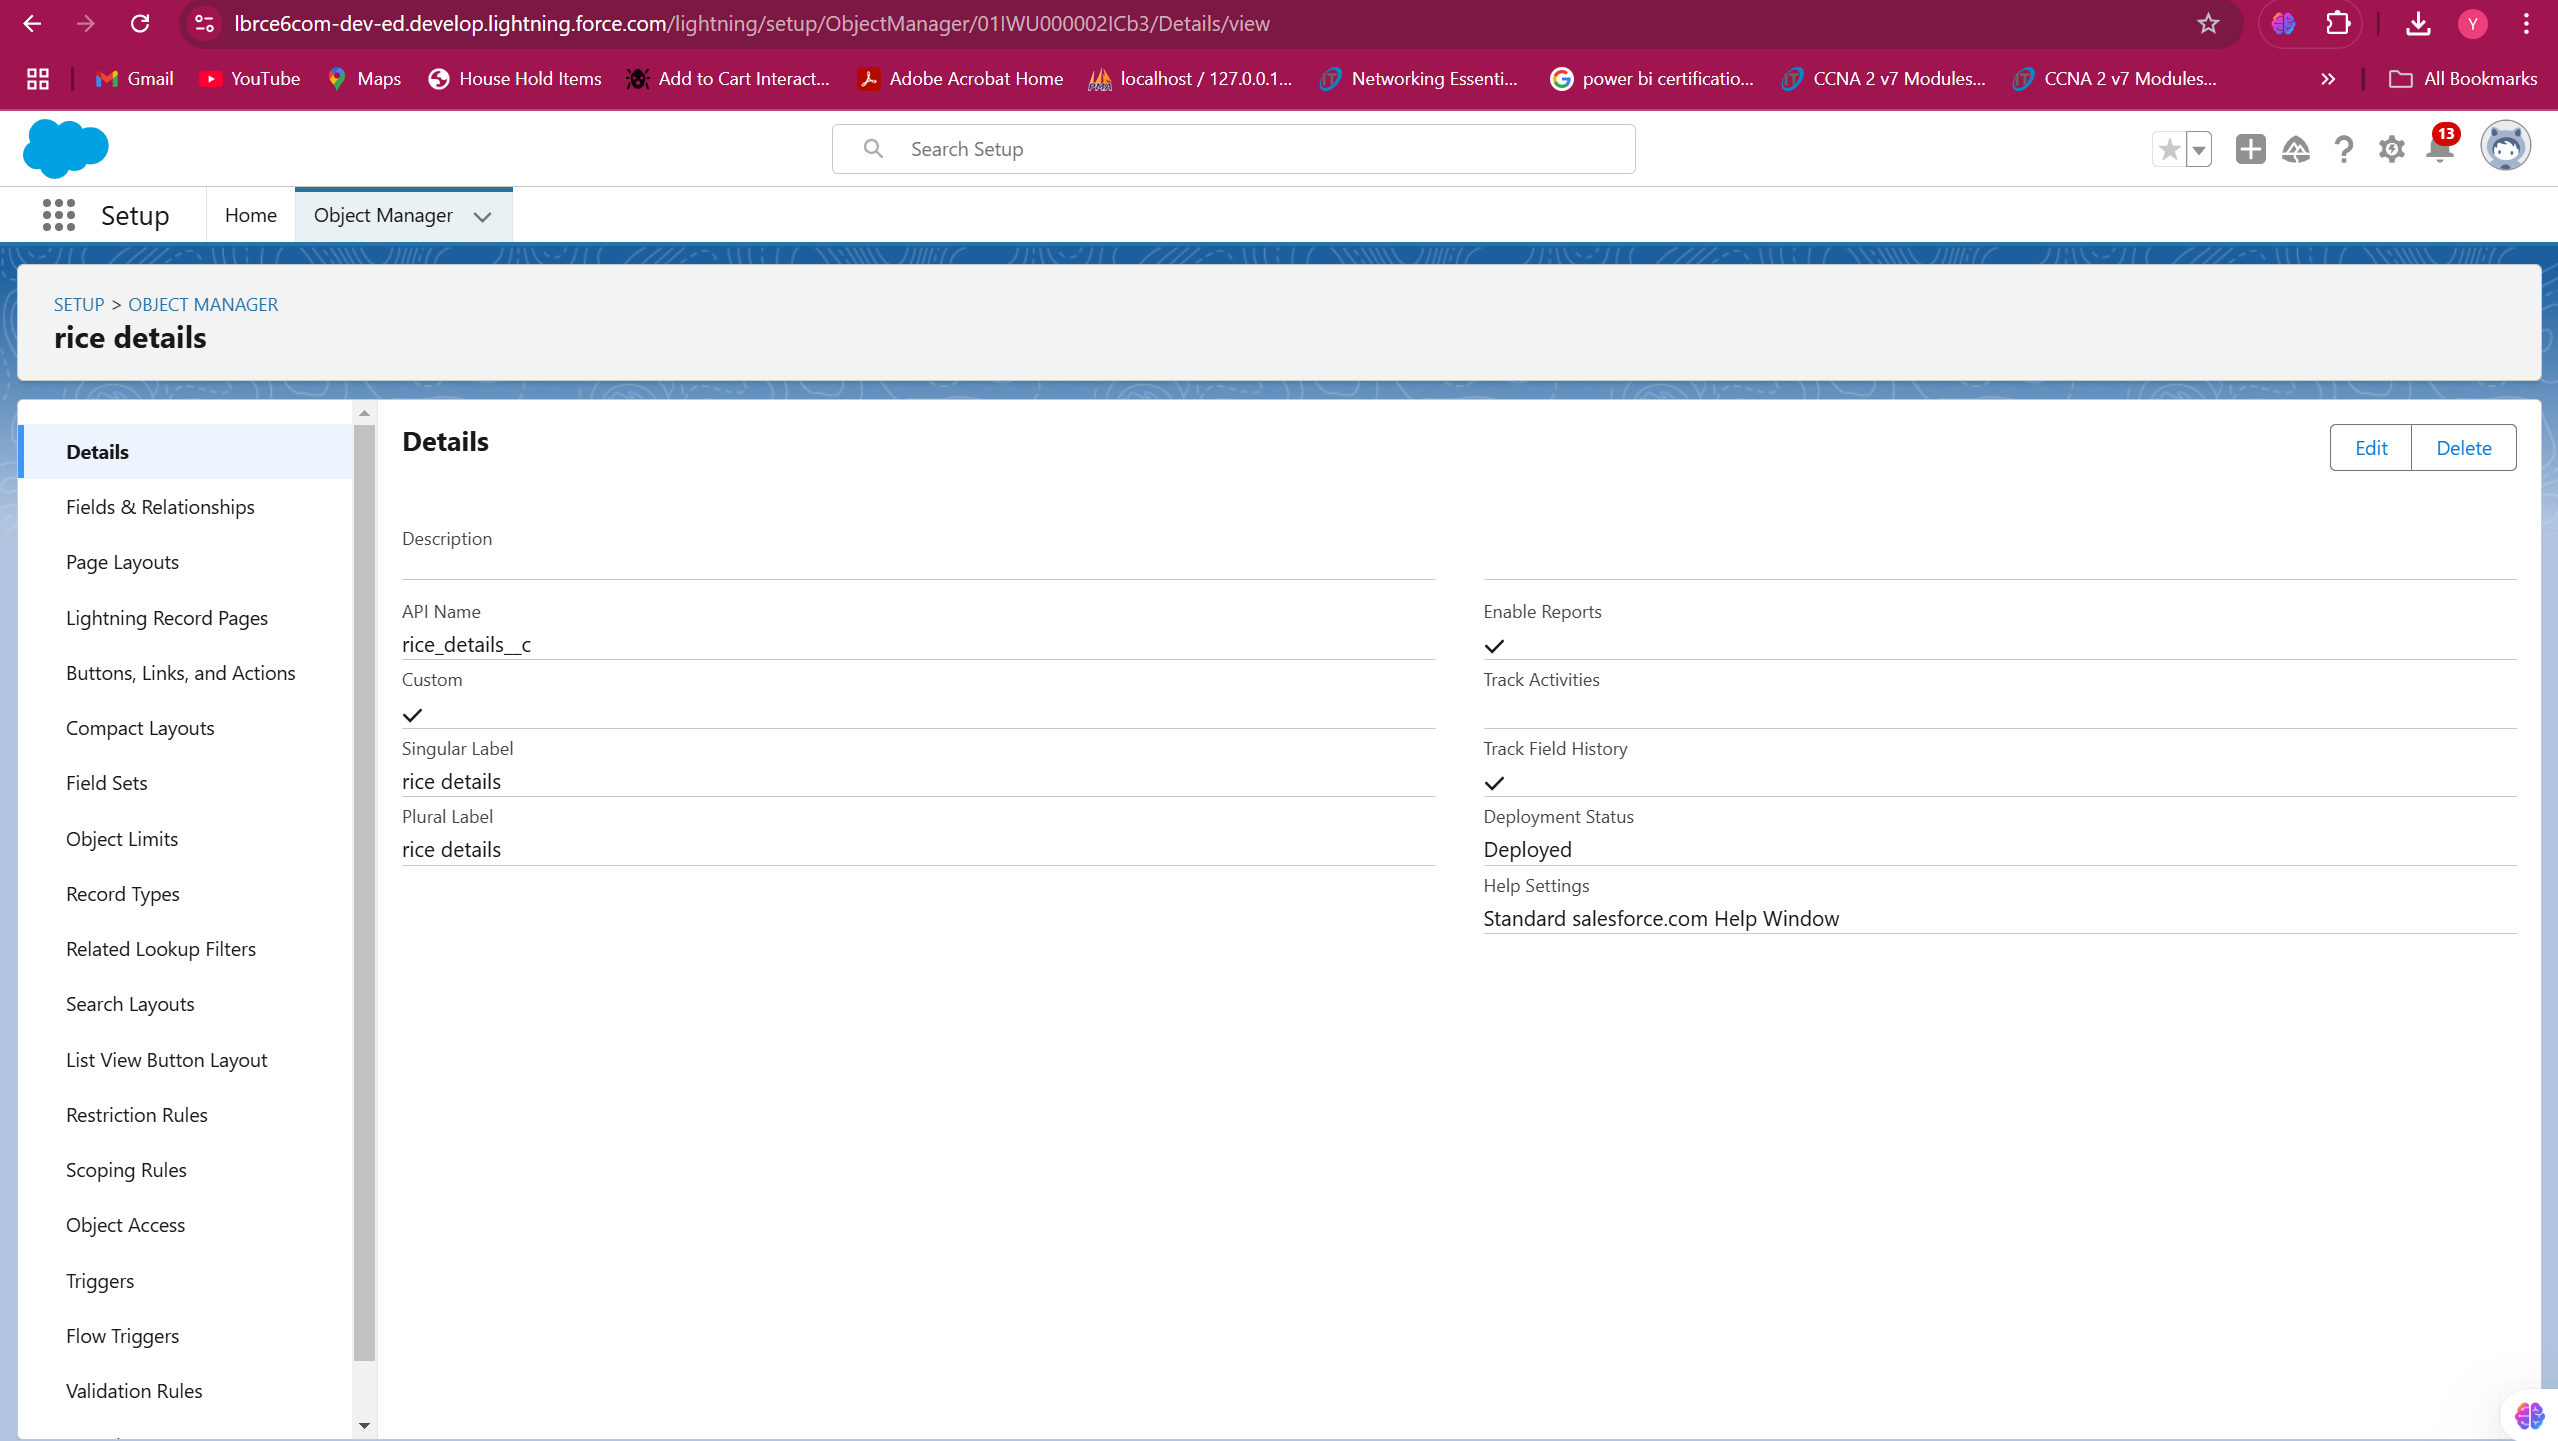 lbrce6com-dev-ed.develop.lightning.force.com/lightning/setup/ObjectManager/01IWU000002ICb3/Details/view
Y
Gmail YouTube Maps House Hold Items Add to Cart Interact... Adobe Acrobat Home localhost / 127.0.0.1... Networking Essenti... power bi certificatio... CCNA 2 v7 Modules... CCNA 2 v7 Modules... » All Bookmarks
Search Setup
13
Setup Home Object Manager
SETUP > OBJECT MANAGER
rice details
Details
Fields & Relationships
Page Layouts
Lightning Record Pages
Buttons, Links, and Actions
Compact Layouts
Field Sets
Object Limits
Record Types
Related Lookup Filters
Search Layouts
List View Button Layout
Restriction Rules
Scoping Rules
Object Access
Triggers
Flow Triggers
Validation Rules
Details
Edit Delete
Description
API Name
rice_details__c
Custom
Singular Label
rice details
Plural Label
rice details
Enable Reports
Track Activities
Track Field History
Deployment Status
Deployed
Help Settings
Standard salesforce.com Help Window